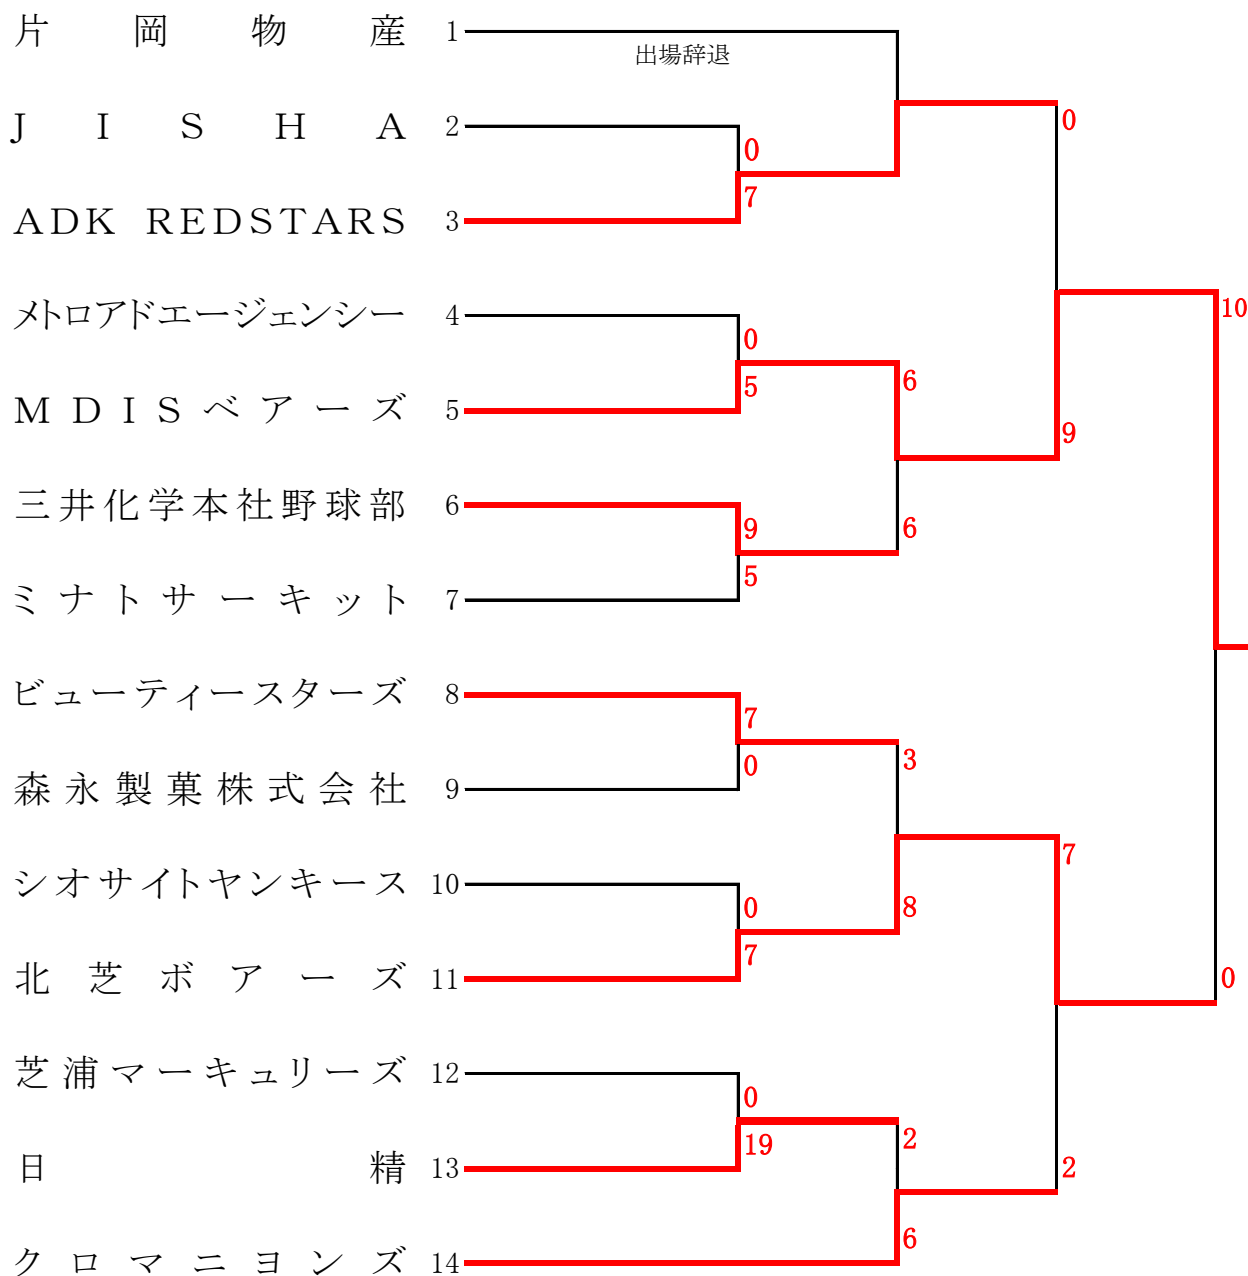 片岡物産 1
出場辞退
0
JISHA 2
0
7
ADK REDSTARS 3
10
メトロアドエージェンシー 4
0
6
5
MDISベアーズ 5
9
三井化学本社野球部 6
9
6
5
ミナトサーキット 7
ビューティースターズ 8
7
3
0
森永製菓株式会社 9
7
シオサイトヤンキース 10
0
8
7
北芝ボアーズ 11
0
芝浦マーキュリーズ 12
0
2
19
日精 13
2
6
クロマニヨンズ 14